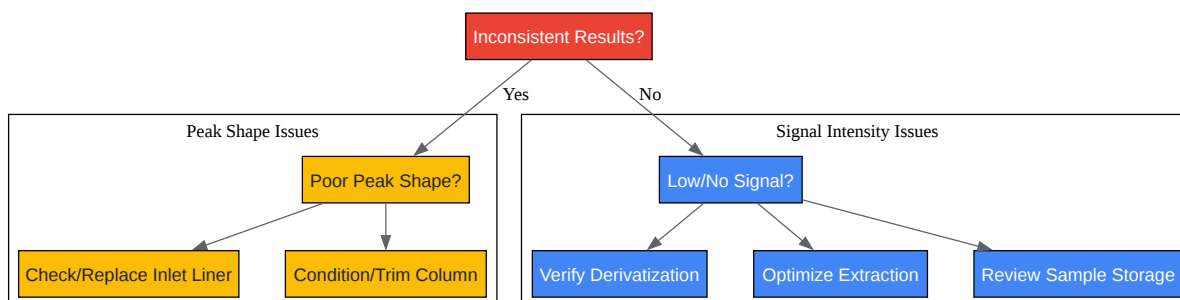 Inconsistent Results?
Yes
No
Peak Shape Issues
Signal Intensity Issues
Poor Peak Shape?
Low/No Signal?
Check/Replace Inlet Liner
Condition/Trim Column
Verify Derivatization
Optimize Extraction
Review Sample Storage